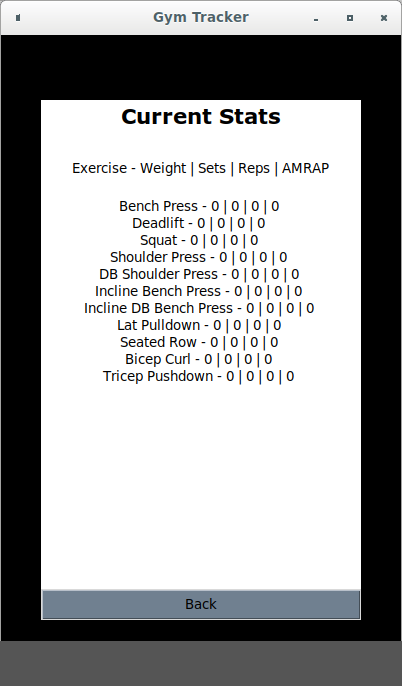 Gym Tracker
Current Stats
Exercise - Weight | Sets | Reps | AMRAP
Bench Press - 0 | 0 | 0 | 0
Deadlift - 0 | 0 | 0 | 0
Squat - 0 | 0 | 0 | 0
Shoulder Press - 0 | 0 | 0 | 0
DB Shoulder Press - 0 | 0 | 0 | 0
Incline Bench Press - 0 | 0 | 0 | 0
Incline DB Bench Press - 0 | 0 | 0 | 0
Lat Pulldown - 0 | 0 | 0 | 0
Seated Row - 0 | 0 | 0 | 0
Bicep Curl - 0 | 0 | 0 | 0
Tricep Pushdown - 0 | 0 | 0 | 0
Back